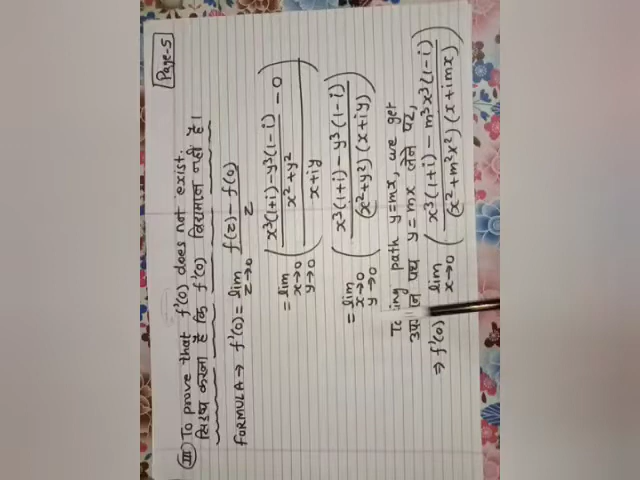 Page-5
(III) To prove that f'(0) does not exist.
सिद्ध करना है कि f'(0) विद्यमान नहीं है।
FORMULA→ f'(0) = lim z→0 (f(z) - f(0))/z
= lim x→0 y→0 ( ((x³(1+i) - y³(1-i))/(x²+y²) - 0)/(x+iy) )
= lim x→0 y→0 ( (x³(1+i) - y³(1-i))/((x²+y²)(x+iy)) )
ing path y=mx, we get
पथ y = mx लेने पर,
⇒ f'(0) lim x→0 ( (x³(1+i) - m³x³(1-i))/((x²+m²x²)(x+imx)) )